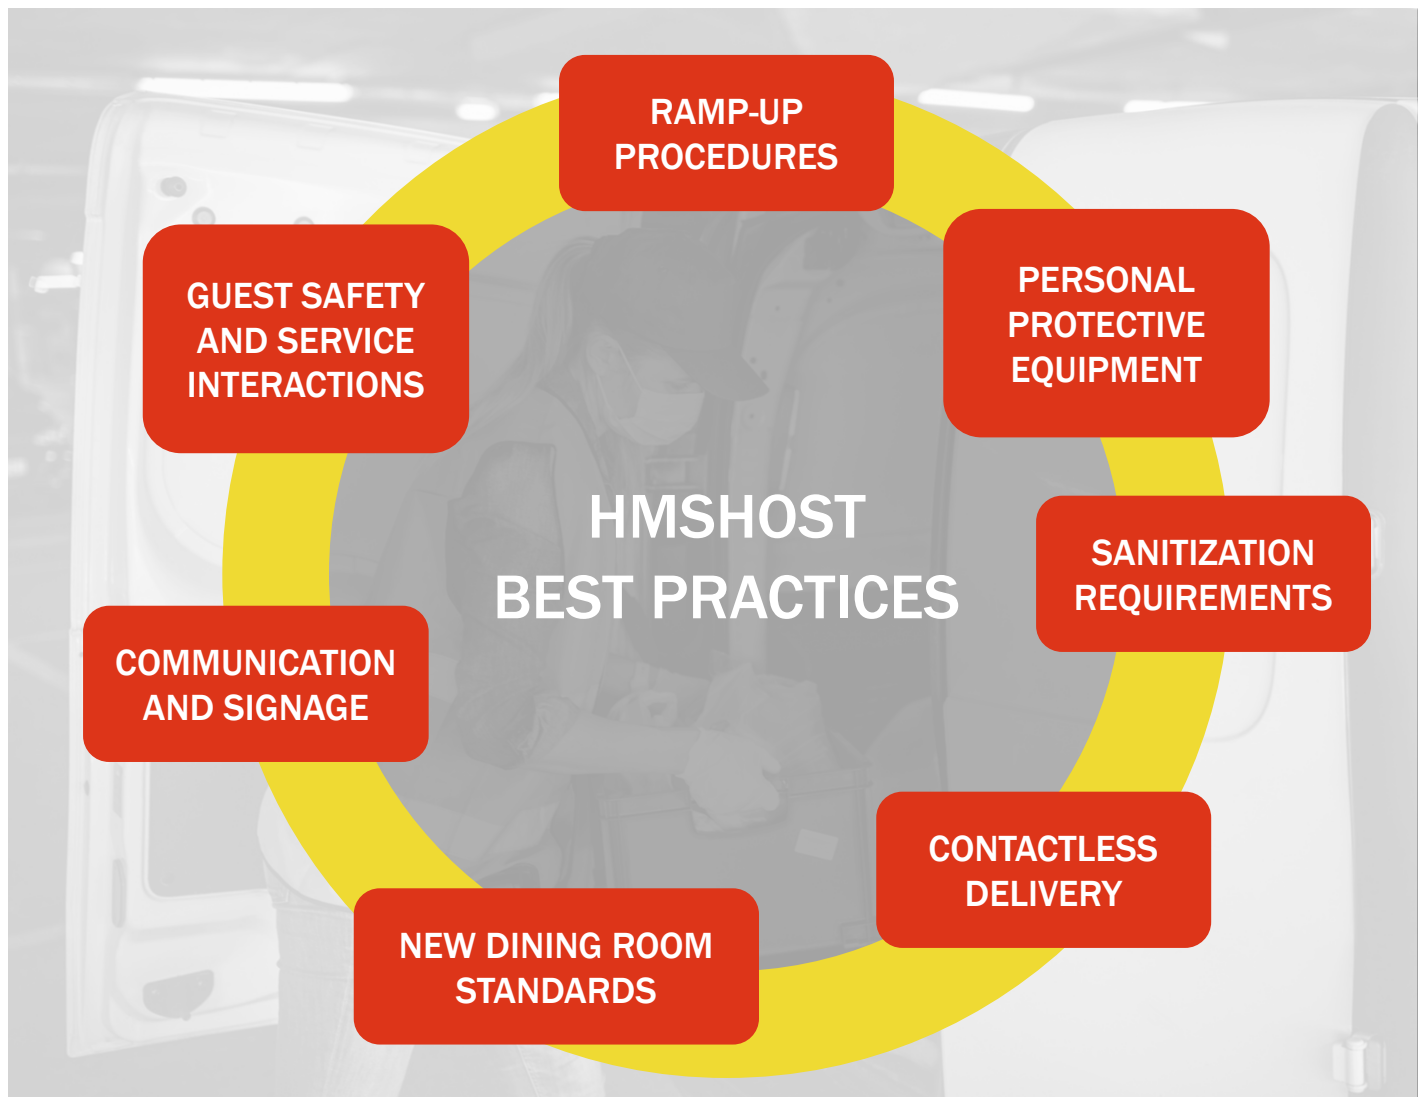 RAMP-UP
PROCEDURES
PERSONAL
PROTECTIVE
EQUIPMENT
SANITIZATION
REQUIREMENTS
CONTACTLESS
DELIVERY
NEW DINING ROOM
STANDARDS
COMMUNICATION
AND SIGNAGE
GUEST SAFETY
AND SERVICE
INTERACTIONS
HMSHOST
BEST PRACTICES